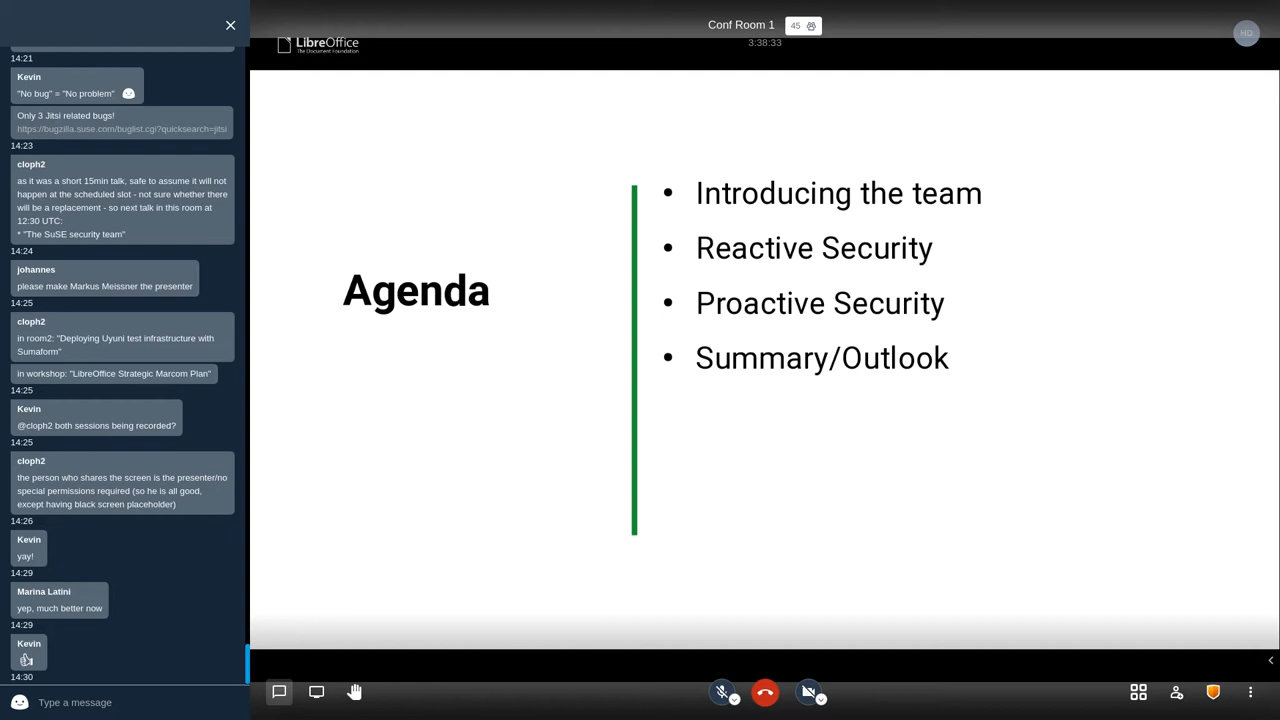 14:21
Kevin
"No bug" = "No problem"
Only 3 Jitsi related bugs!
https://bugzilla.suse.com/buglist.cgi?quicksearch=jitsi
14:23
cloph2
as it was a short 15min talk, safe to assume it will not
happen at the scheduled slot - not sure whether there
will be a replacement - so next talk in this room at
12:30 UTC:
* "The SuSE security team"
14:24
johannes
please make Markus Meissner the presenter
14:25
cloph2
in room2: "Deploying Uyuni test infrastructure with
Sumaform"
in workshop: "LibreOffice Strategic Marcom Plan"
14:25
Kevin
@cloph2 both sessions being recorded?
14:25
cloph2
the person who shares the screen is the presenter/no
special permissions required (so he is all good,
except having black screen placeholder)
14:26
Kevin
yay!
14:29
Marina Latini
yep, much better now
14:29
Kevin
14:30
Type a message
Conf Room 1
45
3:38:33
HD
LibreOffice
The Document Foundation
Agenda
• Introducing the team
• Reactive Security
• Proactive Security
• Summary/Outlook